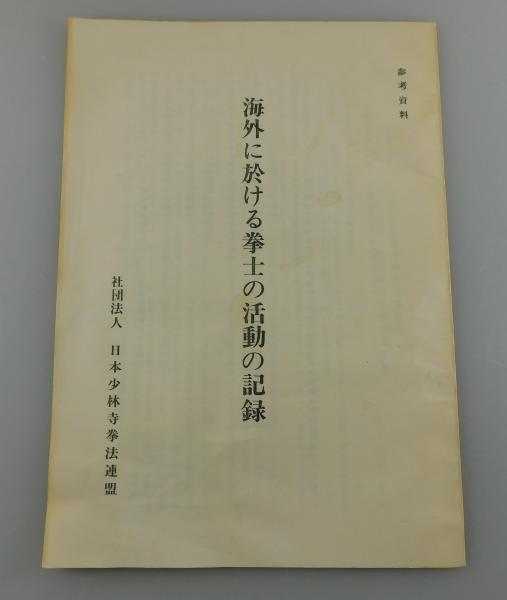 参考資料
海外に於ける拳士の活動の記録
社団法人 日本少林寺拳法連盟